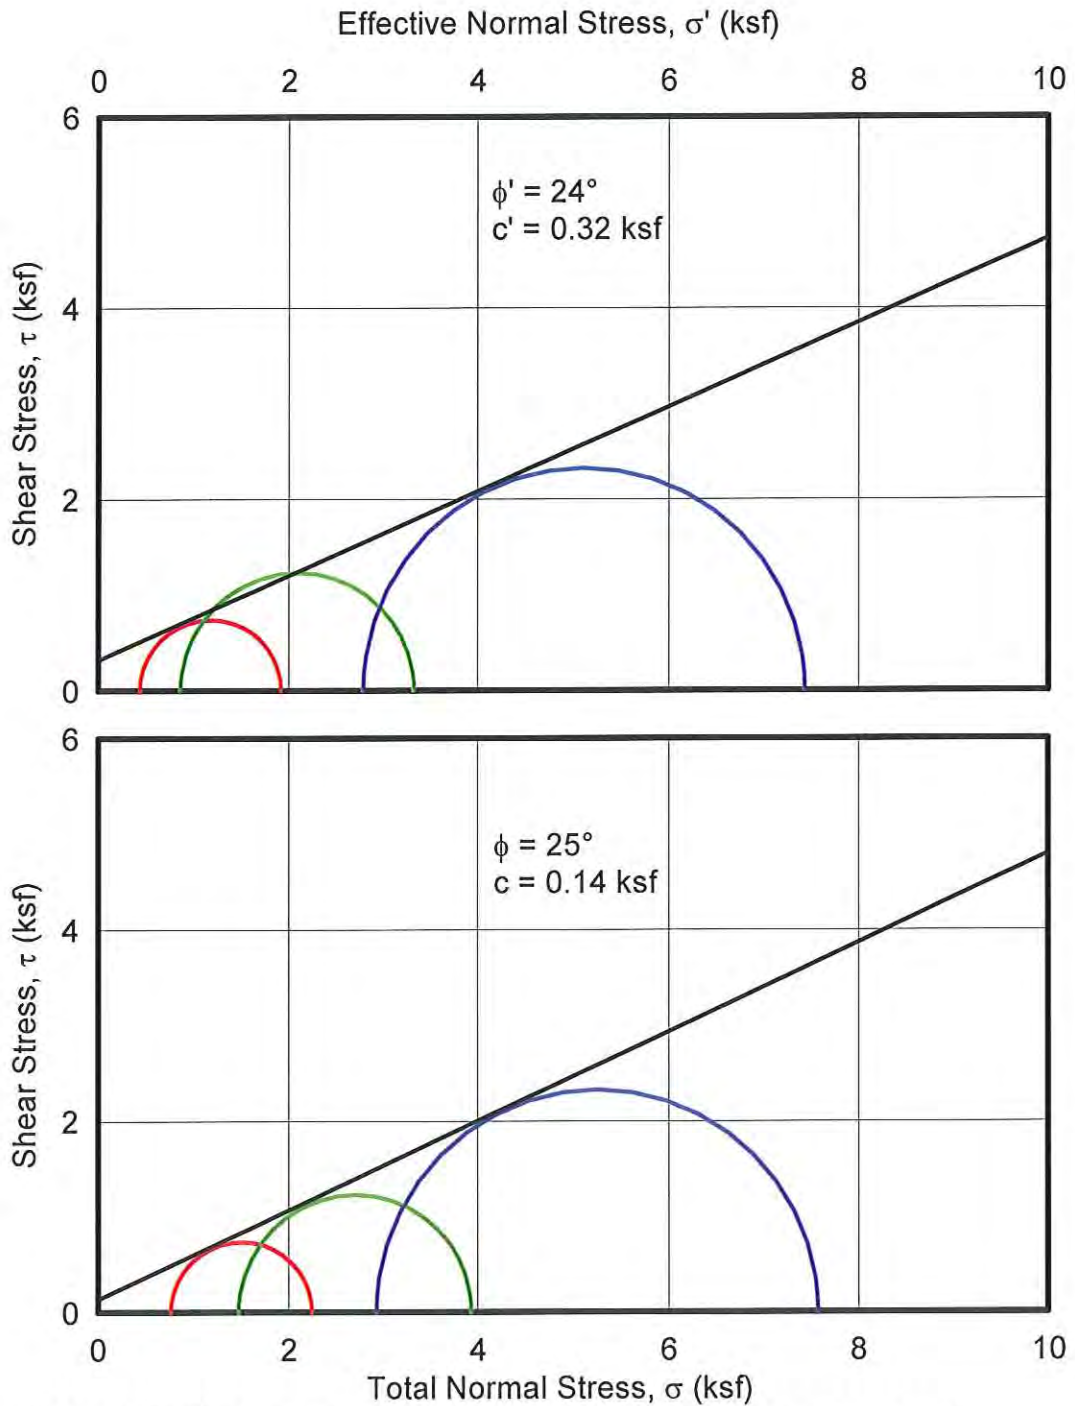 Effective Normal Stress, σ' (ksf)
0 2 4 6 8 10
6
ϕ' = 24°
c' = 0.32 ksf
4
Shear Stress, τ (ksf)
2
0
6
ϕ = 25°
c = 0.14 ksf
4
Shear Stress, τ (ksf)
2
0
0 2 4 6 8 10
Total Normal Stress, σ (ksf)